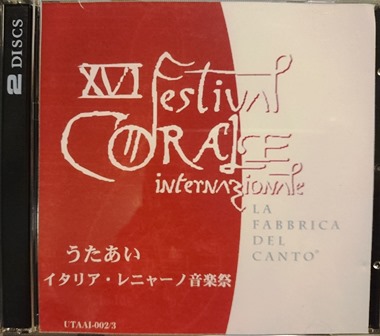 2 DISCS
XVI Festival
CORALE
internazionale
LA
FABBRICA
DEL
CANTO®
うたあい
イタリア・レニャーノ音楽祭
UTAAI-002/3